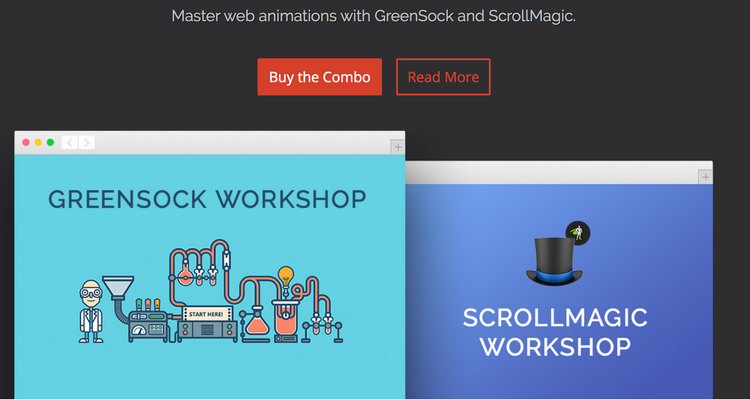 Master web animations with GreenSock and ScrollMagic.
Buy the Combo
Read More
GREENSOCK WORKSHOP
START HERE!
SCROLLMAGIC
WORKSHOP